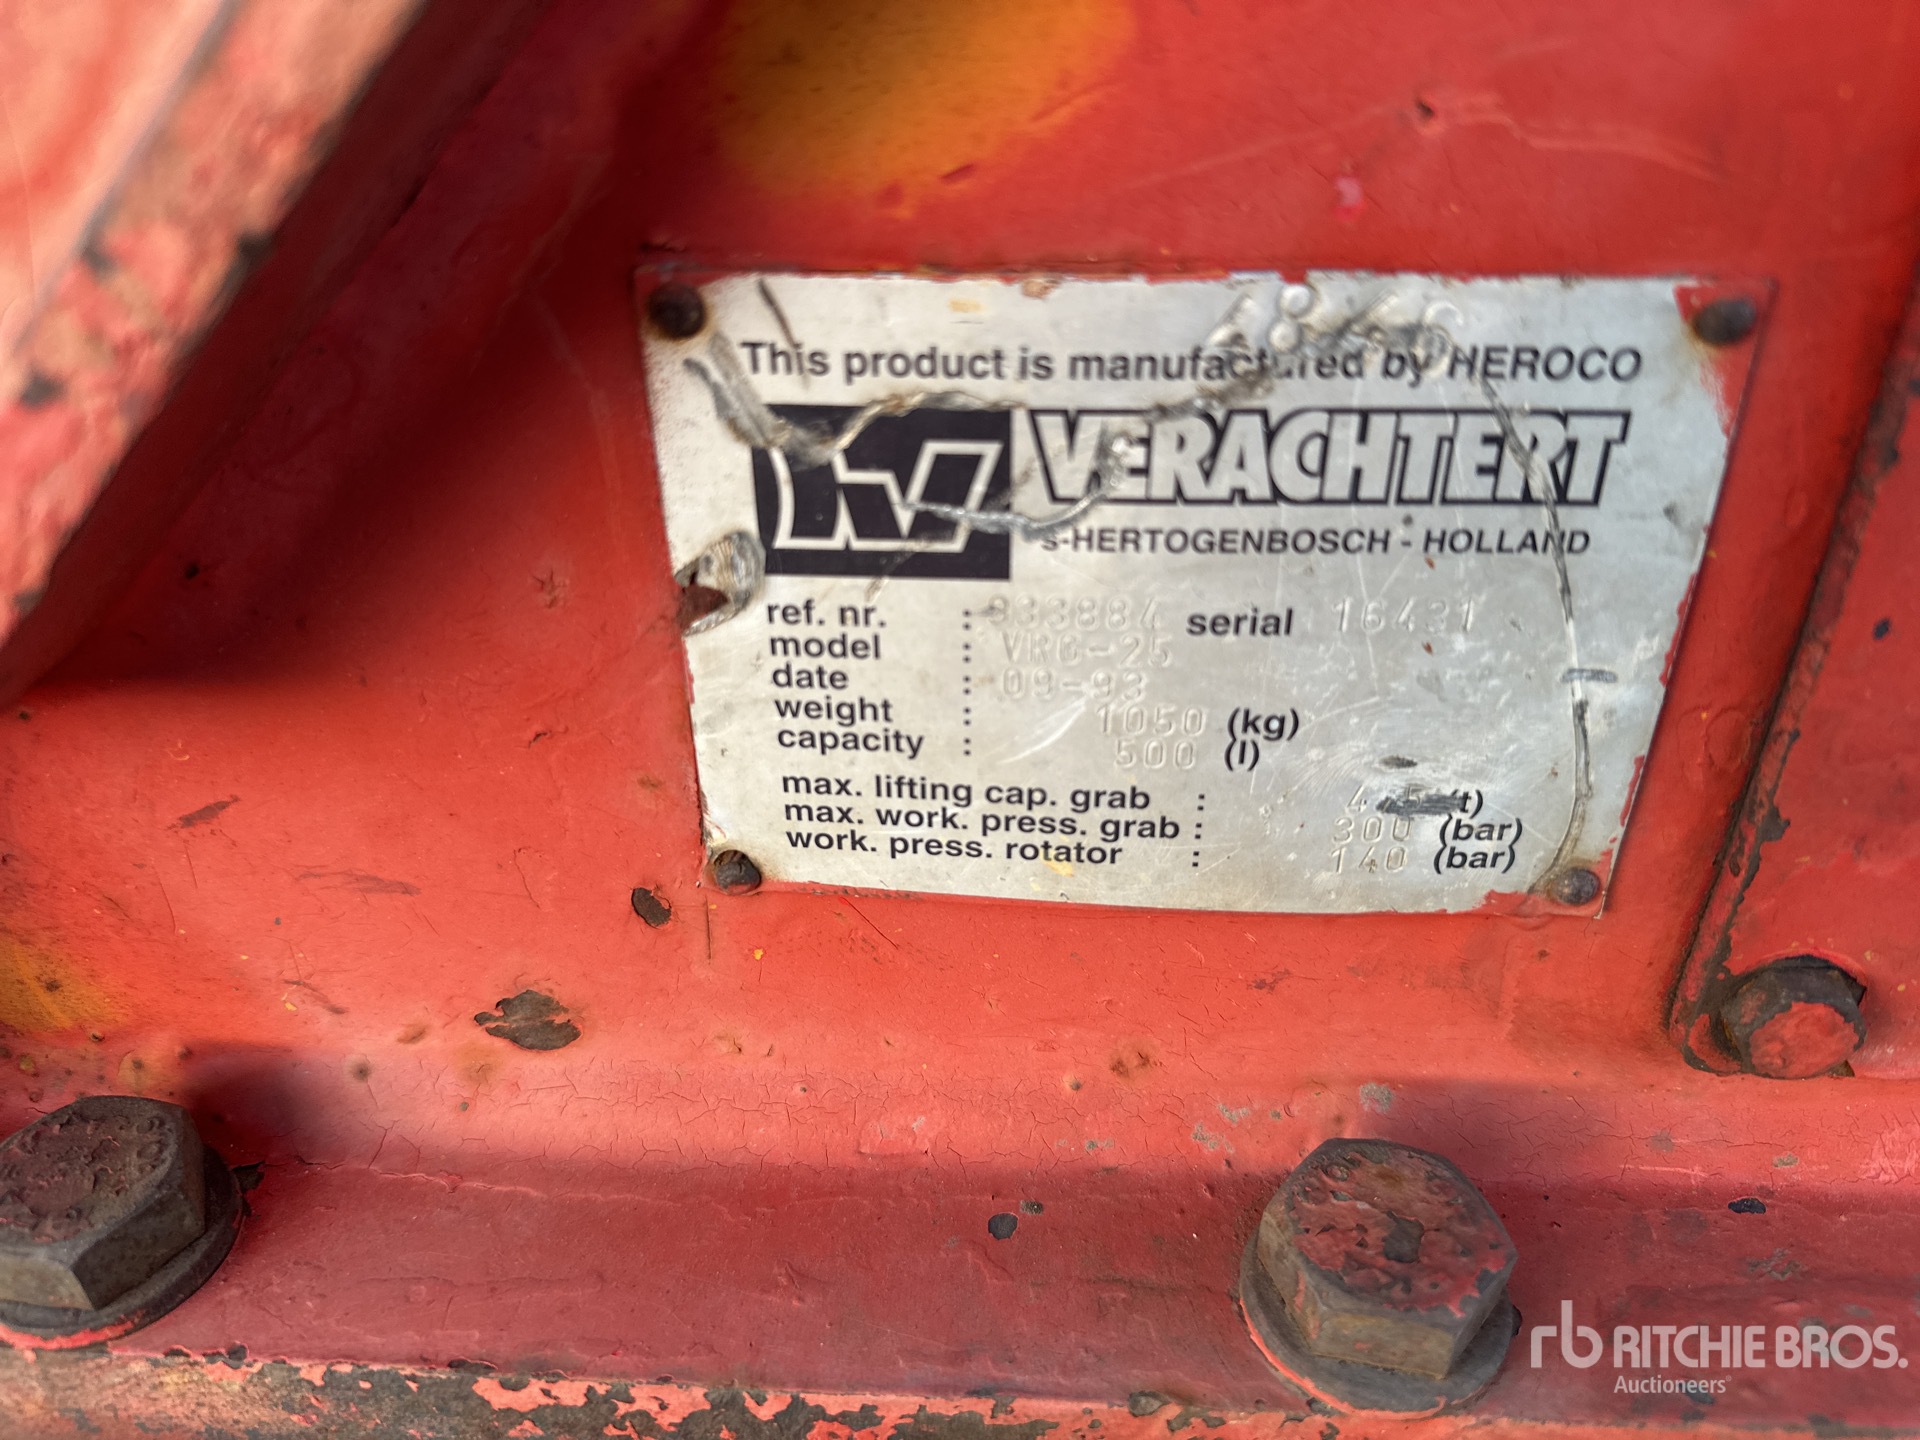 This product is manufactured by HEROCO
VERACHTERT
's-HERTOGENBOSCH - HOLLAND
ref. nr. : 933884 serial 16431
model : VRG-25
date : 09-93
weight : 1050 (kg)
capacity : 500 (l)
max. lifting cap. grab : (t)
max. work. press. grab : 300 (bar)
work. press. rotator : 140 (bar)
rb RITCHIE BROS.
Auctioneers